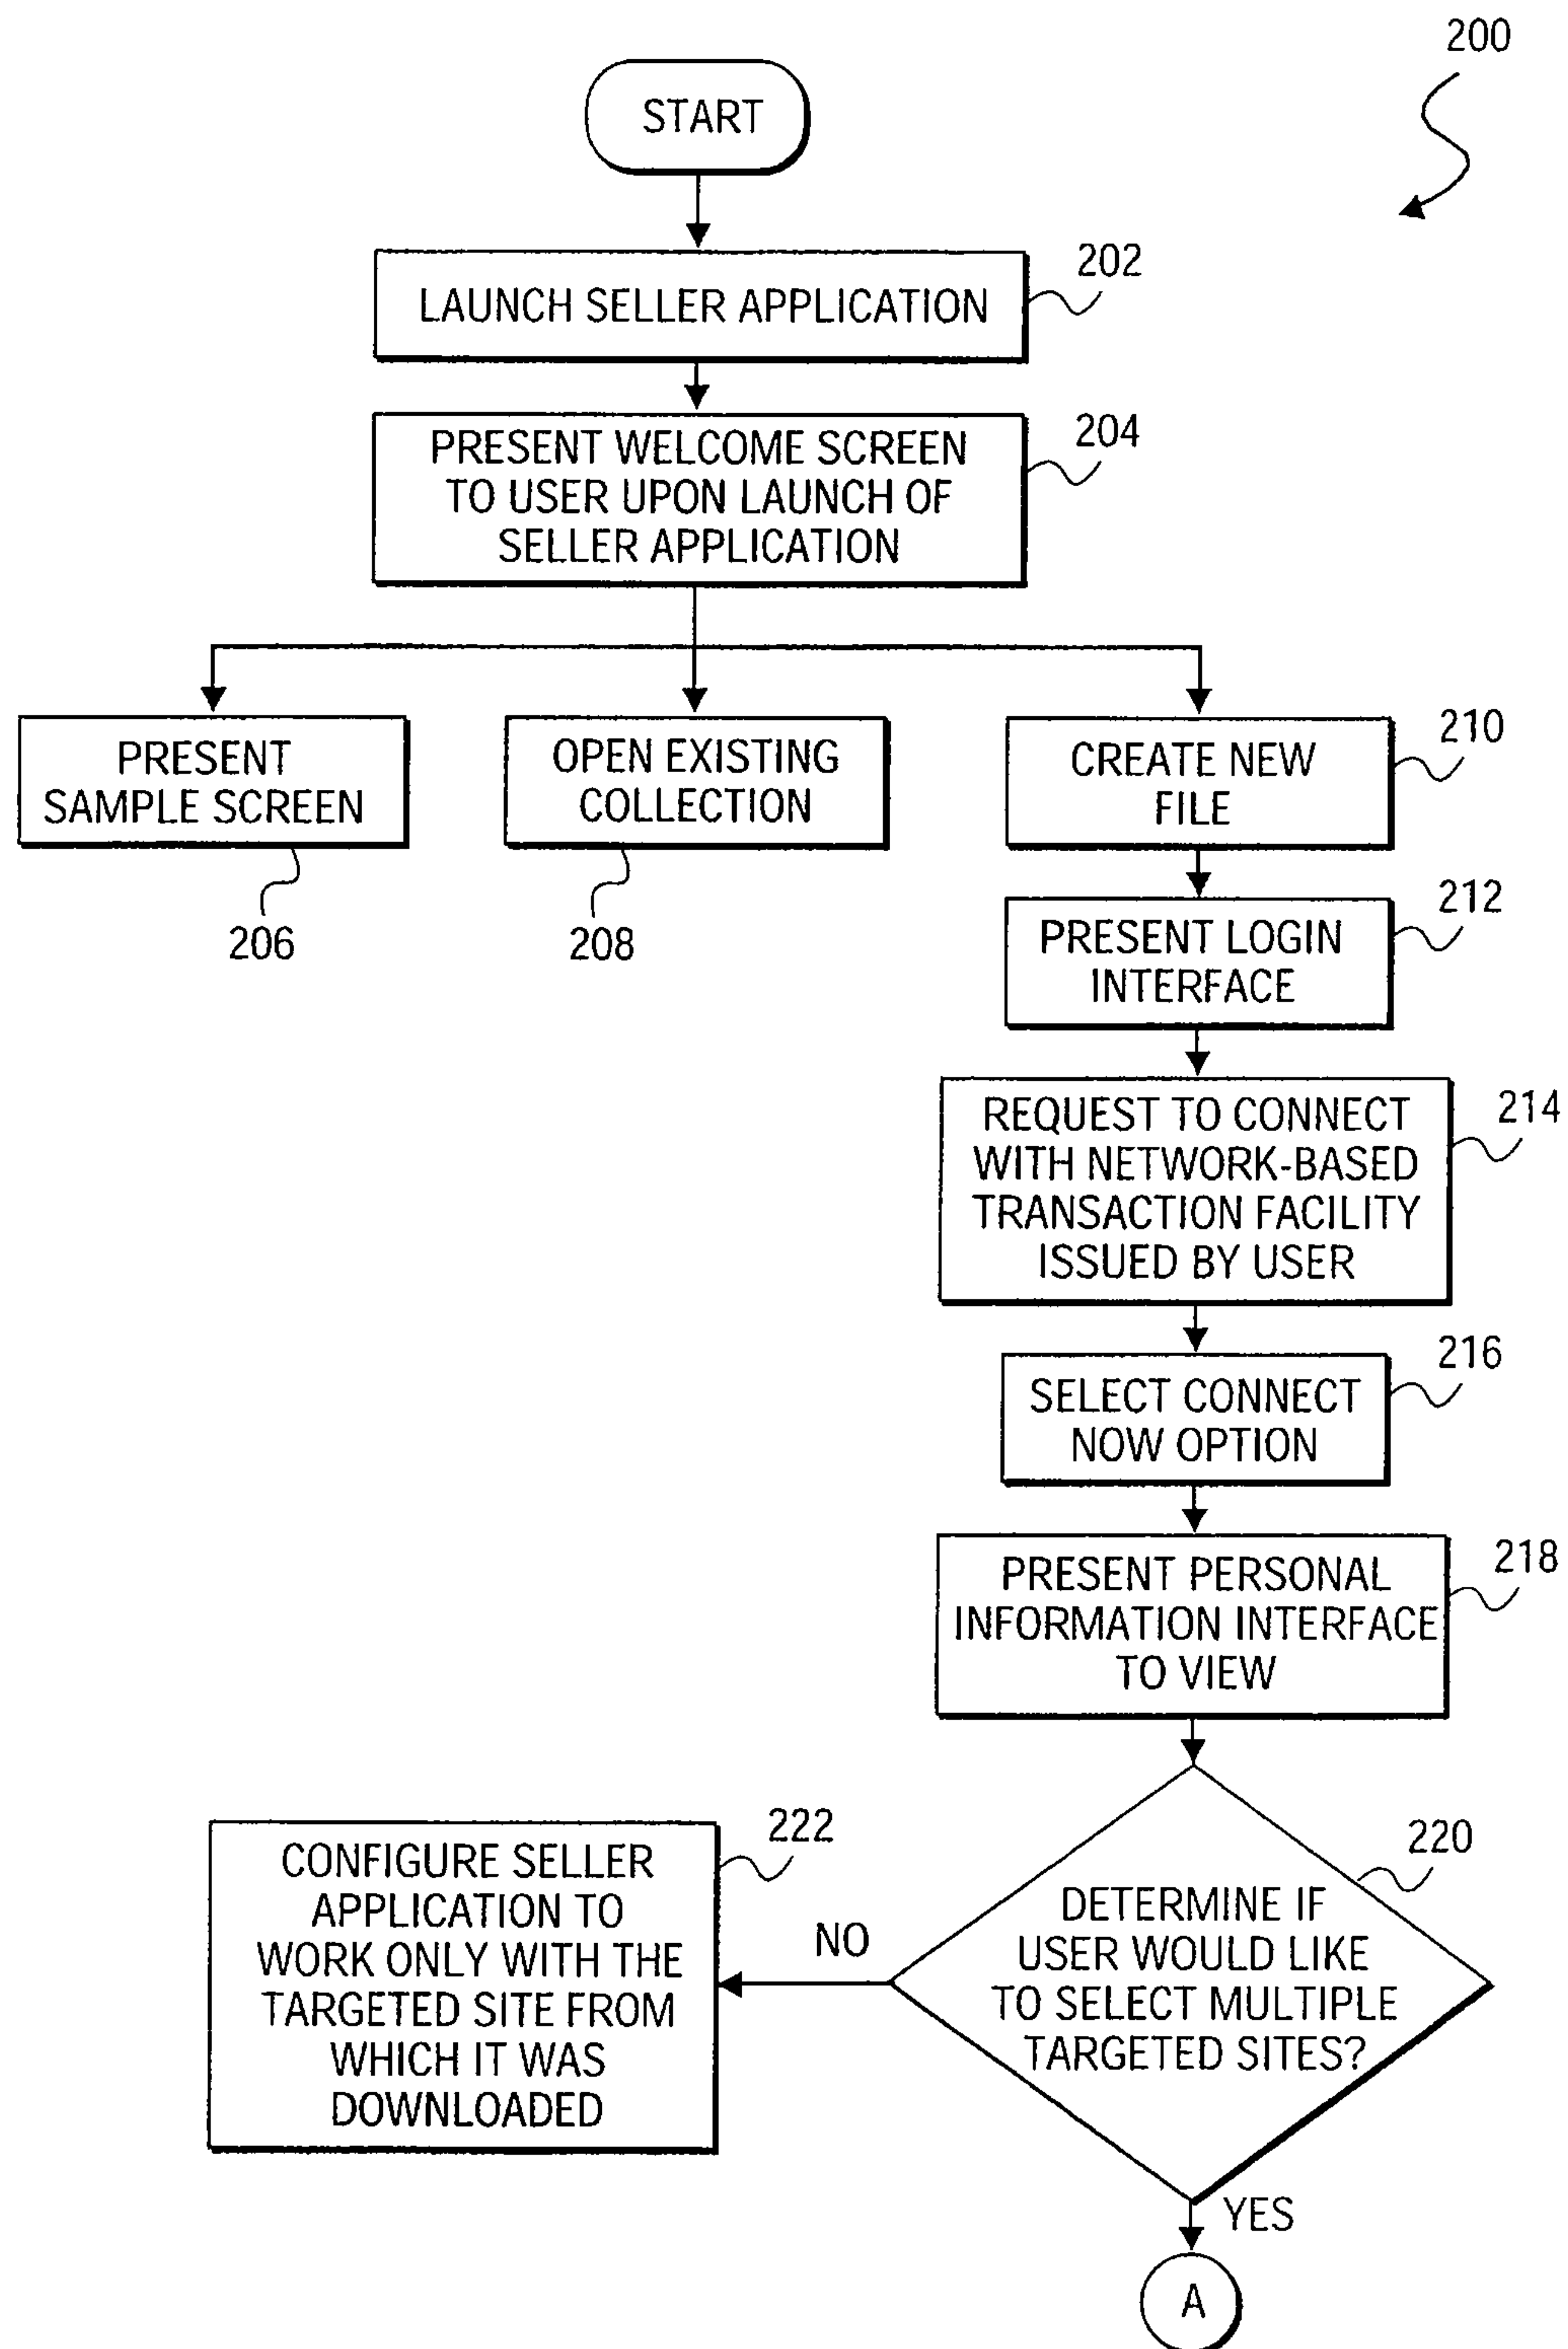 200
START
202
LAUNCH SELLER APPLICATION
204
PRESENT WELCOME SCREEN
TO USER UPON LAUNCH OF
SELLER APPLICATION
PRESENT
SAMPLE SCREEN
206
OPEN EXISTING
COLLECTION
208
210
CREATE NEW
FILE
212
PRESENT LOGIN
INTERFACE
214
REQUEST TO CONNECT
WITH NETWORK-BASED
TRANSACTION FACILITY
ISSUED BY USER
216
SELECT CONNECT
NOW OPTION
218
PRESENT PERSONAL
INFORMATION INTERFACE
TO VIEW
220
DETERMINE IF
USER WOULD LIKE
TO SELECT MULTIPLE
TARGETED SITES?
NO
222
CONFIGURE SELLER
APPLICATION TO
WORK ONLY WITH THE
TARGETED SITE FROM
WHICH IT WAS
DOWNLOADED
YES
A